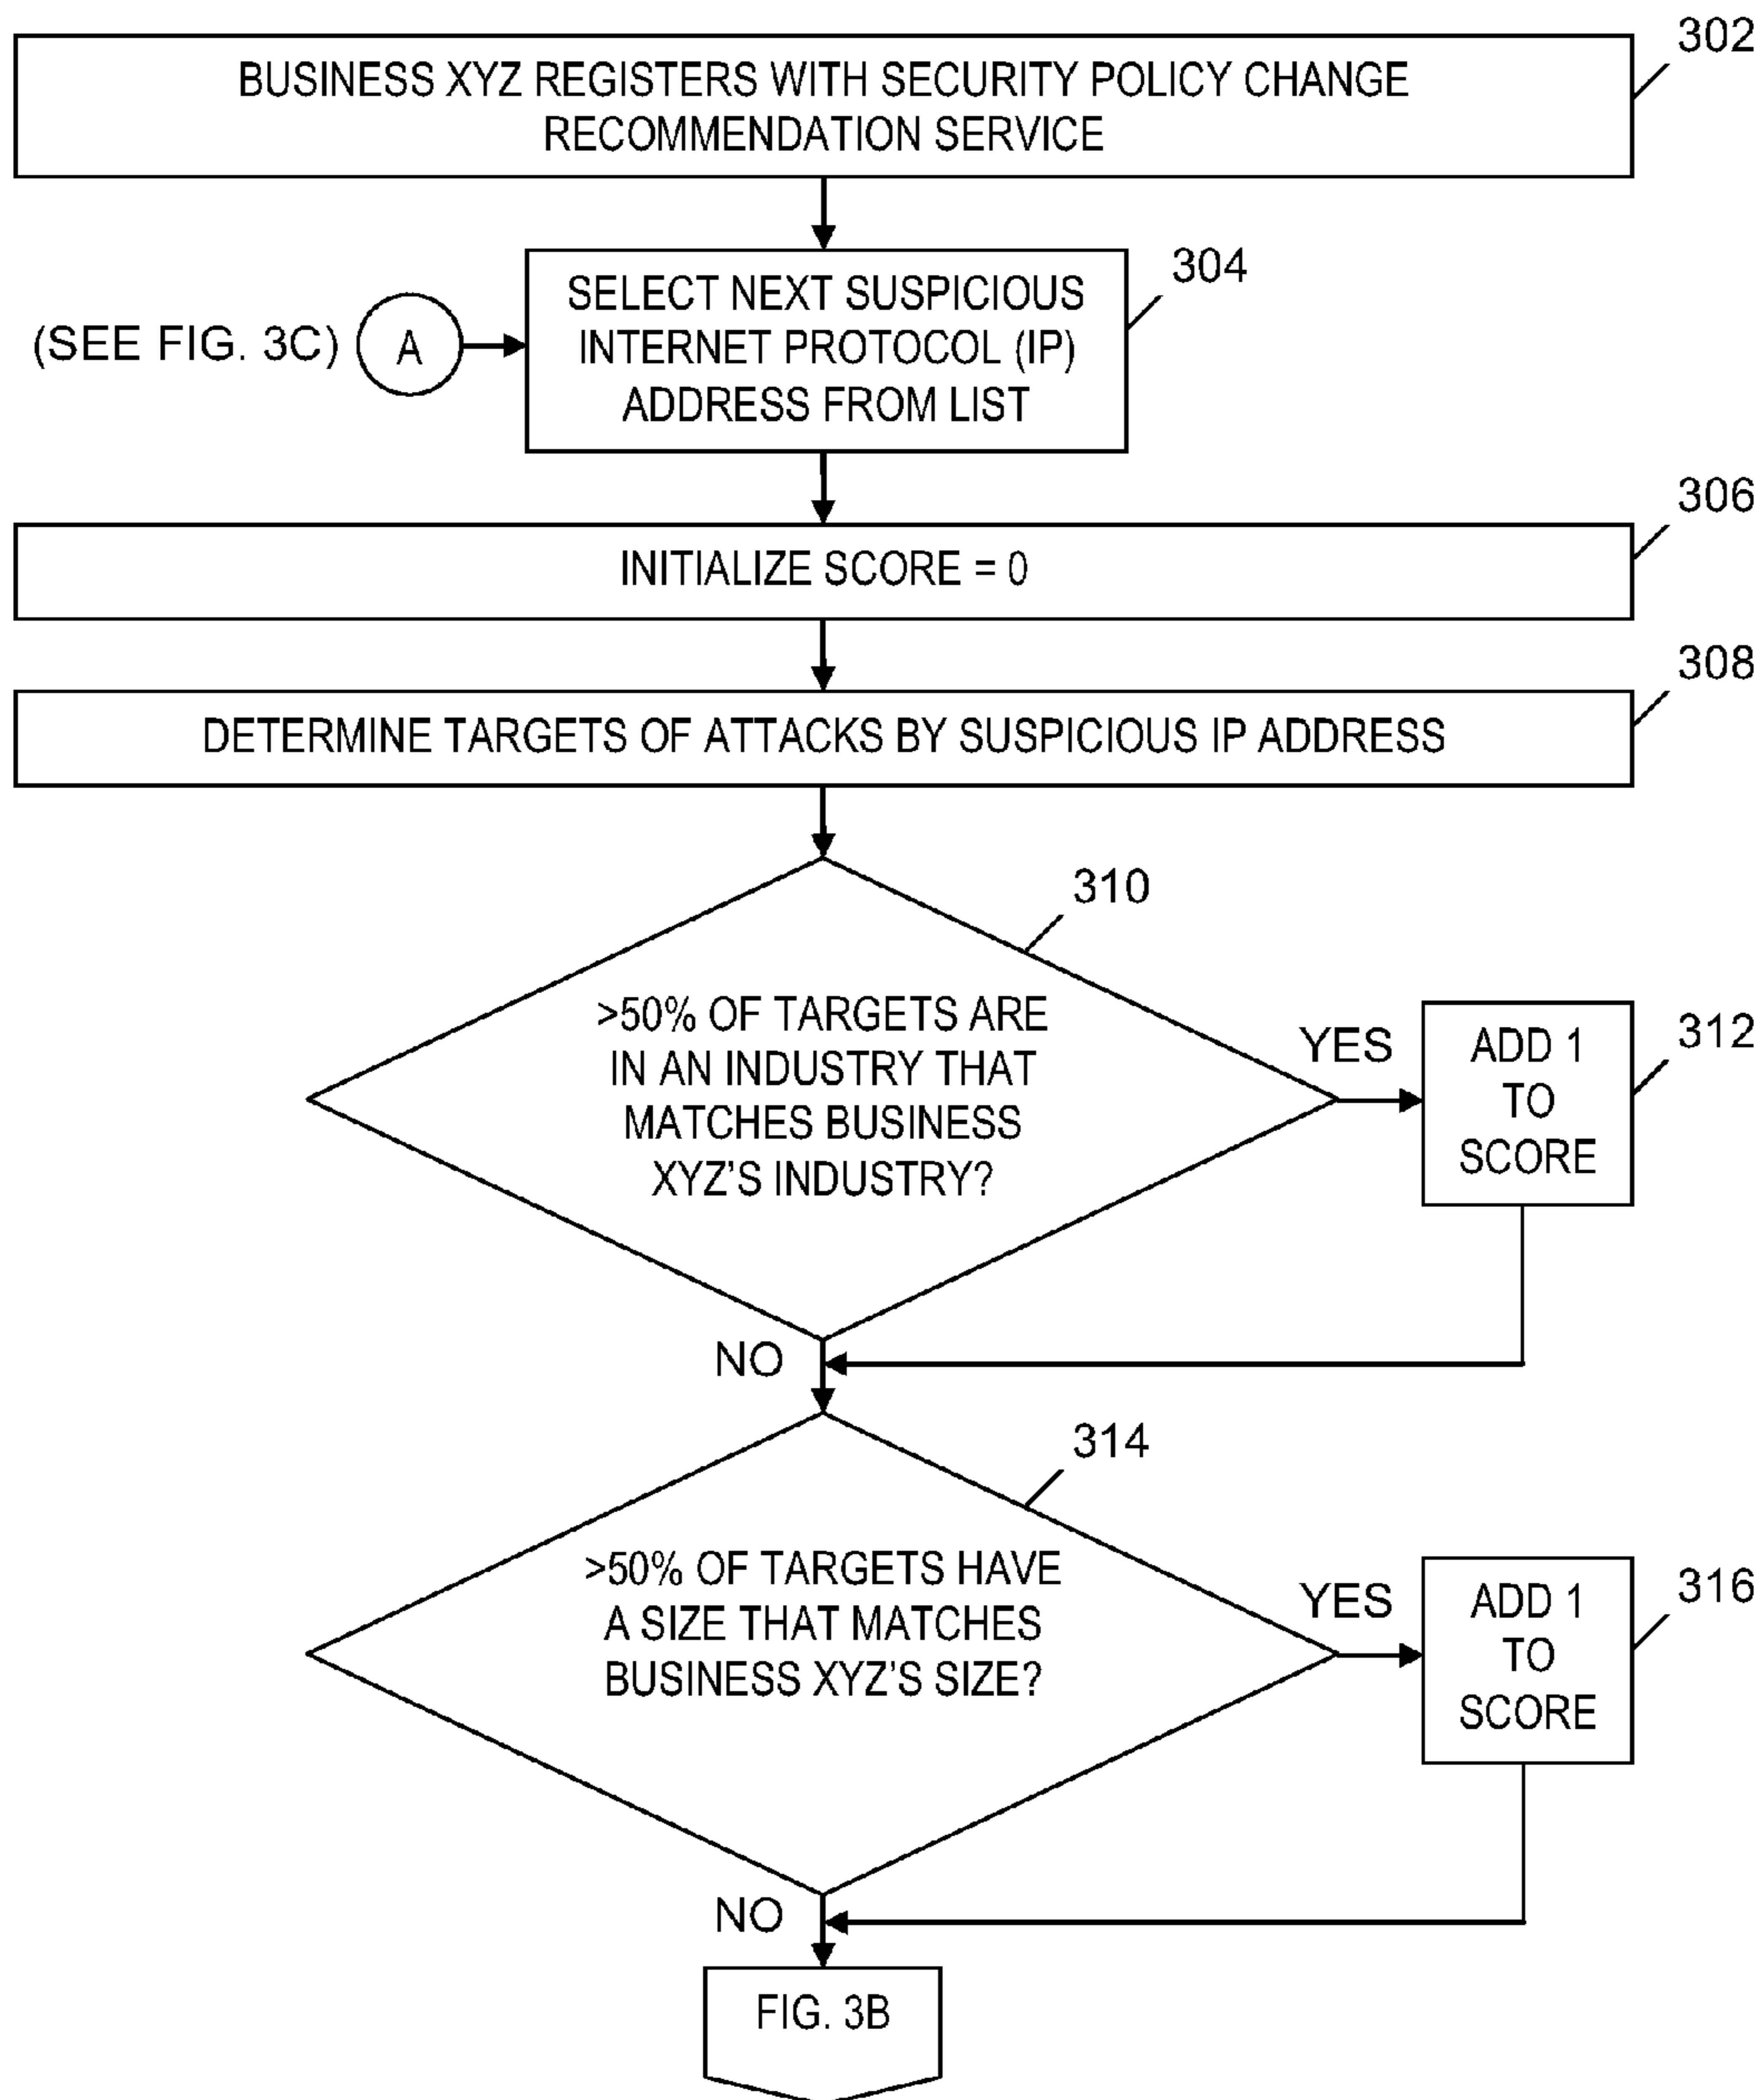 302
BUSINESS XYZ REGISTERS WITH SECURITY POLICY CHANGE
RECOMMENDATION SERVICE
304
SELECT NEXT SUSPICIOUS
INTERNET PROTOCOL (IP)
ADDRESS FROM LIST
(SEE FIG. 3C)
A
306
INITIALIZE SCORE = 0
308
DETERMINE TARGETS OF ATTACKS BY SUSPICIOUS IP ADDRESS
310
>50% OF TARGETS ARE
IN AN INDUSTRY THAT
MATCHES BUSINESS
XYZ'S INDUSTRY?
YES
ADD 1
TO
SCORE
312
NO
314
>50% OF TARGETS HAVE
A SIZE THAT MATCHES
BUSINESS XYZ'S SIZE?
YES
ADD 1
TO
SCORE
316
NO
FIG. 3B